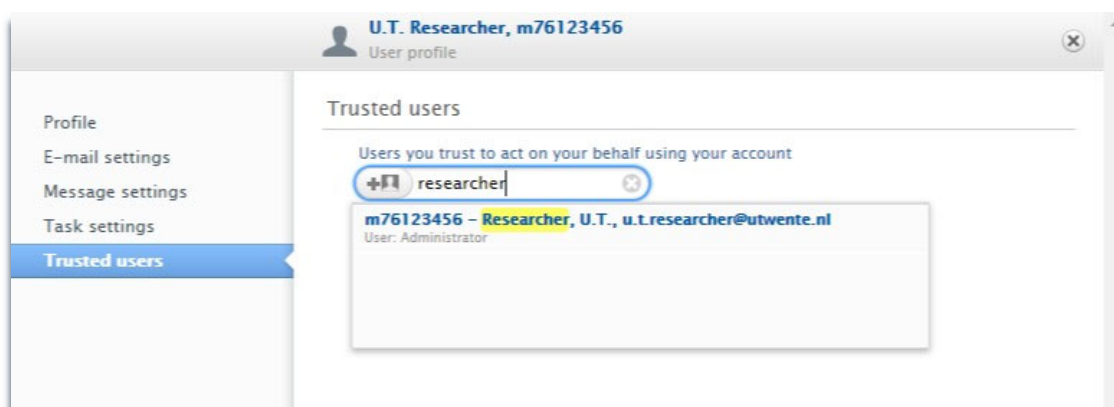 U.T. Researcher, m76123456
User profile
Profile
E-mail settings
Message settings
Task settings
Trusted users
Trusted users
Users you trust to act on your behalf using your account
researcher
m76123456 – Researcher, U.T., u.t.researcher@utwente.nl
User: Administrator